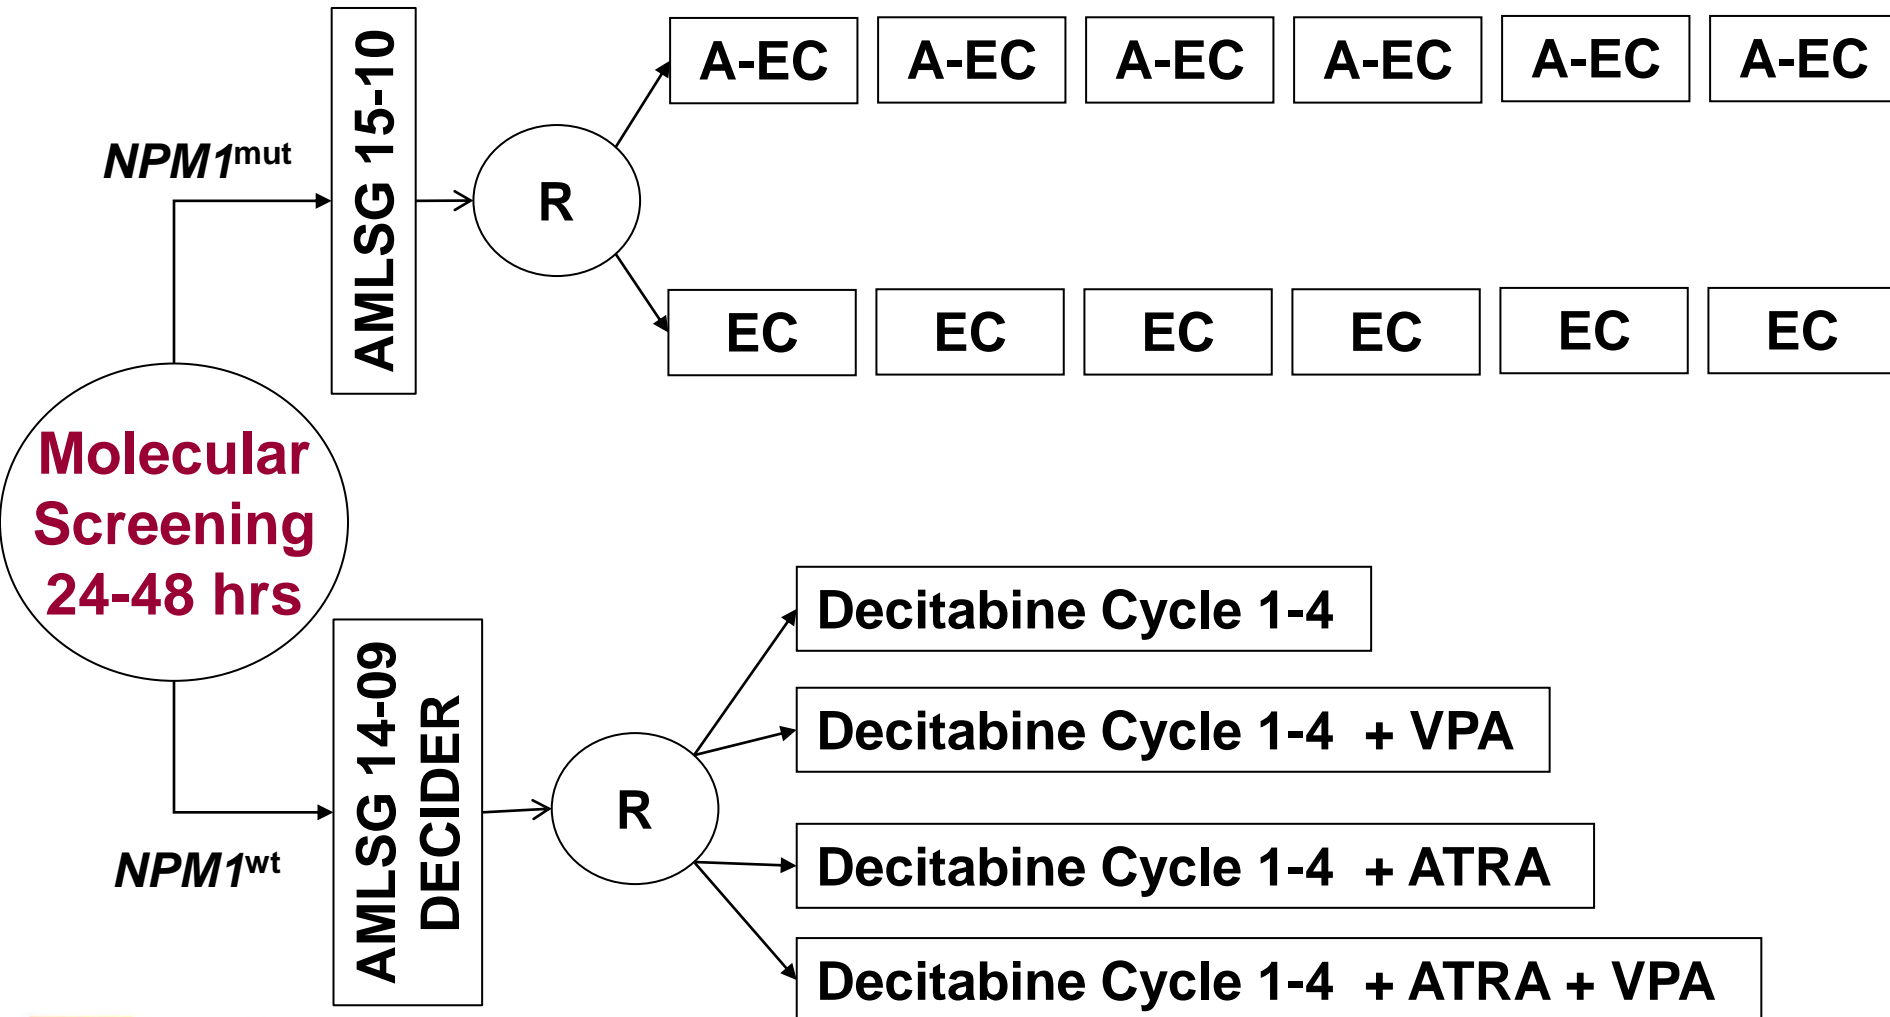 A-EC A-EC A-EC A-EC A-EC A-EC
NPM1mut
AMLSG 15-10
R
EC EC EC EC EC EC
Molecular
Screening
24-48 hrs
NPM1wt
AMLSG 14-09
DECIDER
R
Decitabine Cycle 1-4
Decitabine Cycle 1-4 + VPA
Decitabine Cycle 1-4 + ATRA
Decitabine Cycle 1-4 + ATRA + VPA